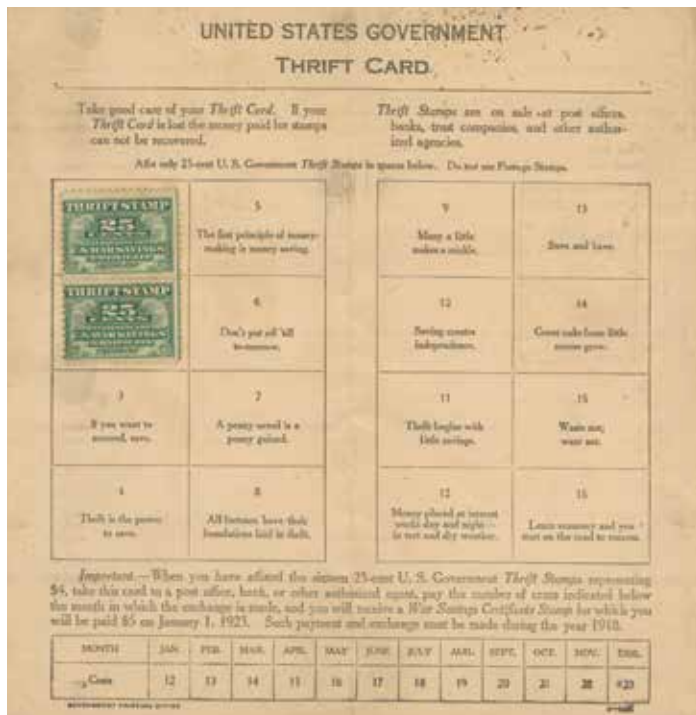 UNITED STATES GOVERNMENT
THRIFT CARD
Take good care of your Thrift Card. If your
Thrift Card is lost the money paid for stamps
can not be recovered.
Thrift Stamps are on sale at post offices,
banks, trust companies, and other author-
ized agencies.
Affix only 25-cent U. S. Government Thrift Stamps in spaces below. Do not use Postage Stamps.
THRIFT STAMP
25
CENTS
U.S. WAR SAVINGS
CERTIFICATE
THRIFT STAMP
25
CENTS
U.S. WAR SAVINGS
CERTIFICATE
3
If you want to
succeed, save.
4
Thrift is the power
to save.
5
The first principle of money-
making is money saving.
6
Don't put off 'till
to-morrow.
7
A penny saved is a
penny gained.
8
All fortunes have their
foundations laid in thrift.
9
Many a little
makes a mickle.
Saving creates
independence.
11
Thrift begins with
little savings.
12
Money placed at interest
works day and night
in wet and dry weather.
13
Save and have.
14
Great oaks from little
acorns grow.
15
Waste not,
want not.
Learn economy and you
start on the road to success.
Important.—When you have affixed the sixteen 25-cent U. S. Government Thrift Stamps representing
$4, take this card to a post office, bank, or other authorized agent, pay the number of cents indicated below
the month in which the exchange is made, and you will receive a War Savings Certificate Stamp for which you
will be paid $5 on January 1, 1923. Such payment and exchange must be made during the year 1918.
MONTH JAN. FEB. MAR. APR. MAY JUNE JULY AUG. SEPT. OCT. NOV. DEC.
Cents 12 13 14 15 16 17 18 19 20 21 22 23
GOVERNMENT PRINTING OFFICE